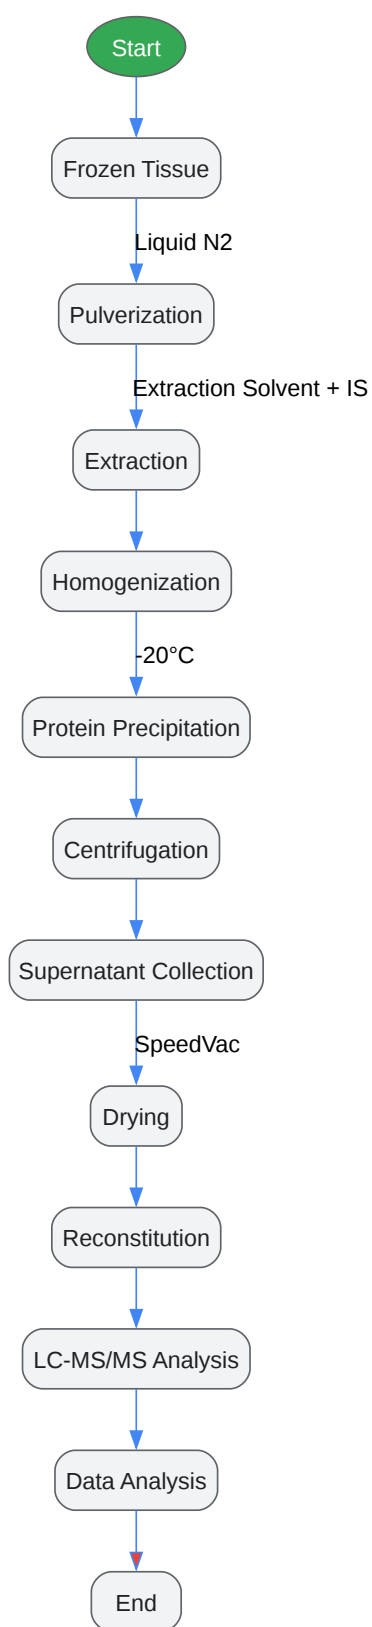 Start
Frozen Tissue
Liquid N2
Pulverization
Extraction Solvent + IS
Extraction
Homogenization
-20°C
Protein Precipitation
Centrifugation
Supernatant Collection
SpeedVac
Drying
Reconstitution
LC-MS/MS Analysis
Data Analysis
End